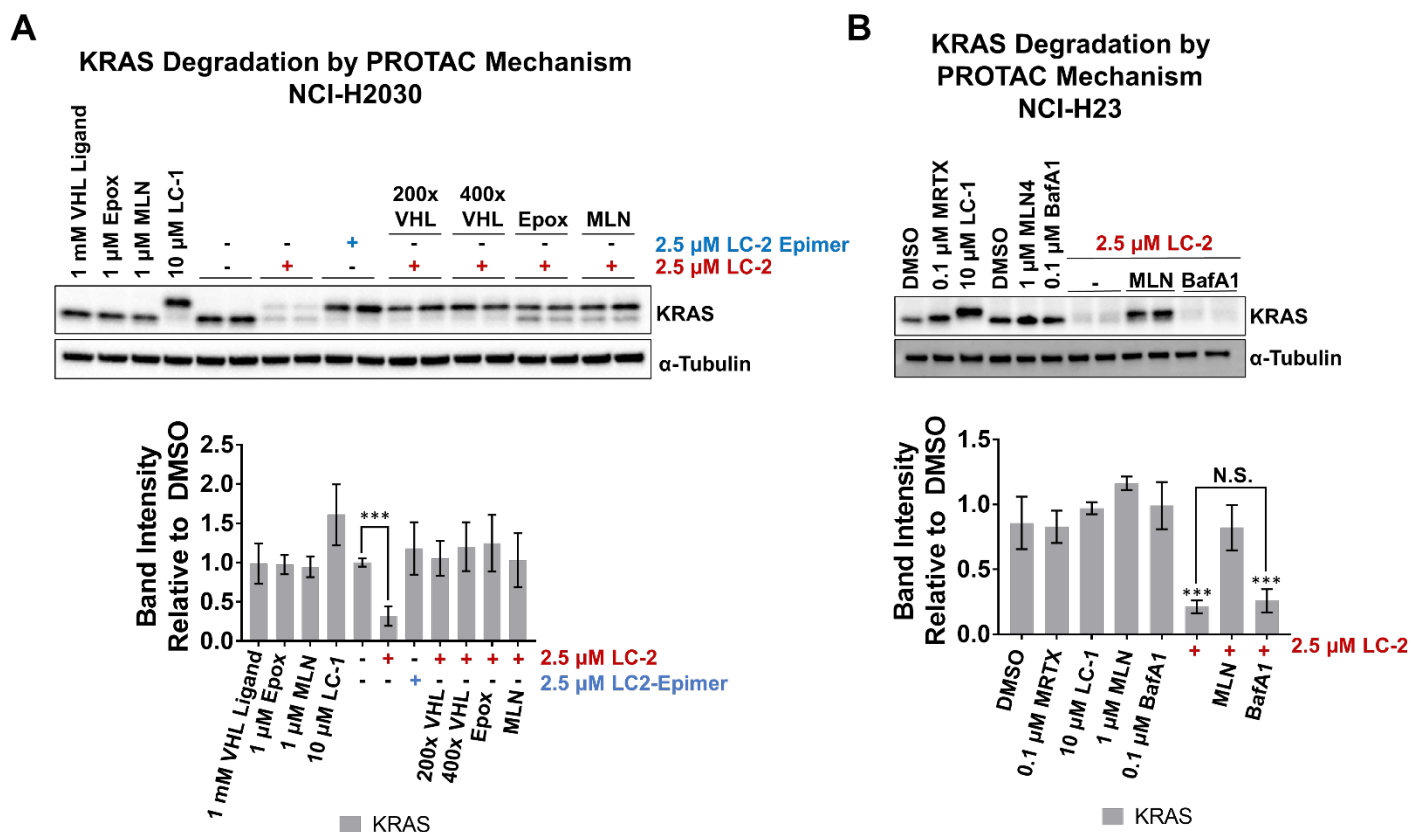 A
KRAS Degradation by PROTAC Mechanism
NCI-H2030
1 mM VHL Ligand
1 µM Epox
1 µM MLN
10 µM LC-1
200x
VHL
400x
VHL
Epox
MLN
- - + - - - - 2.5 µM LC-2 Epimer
- + - + + + + 2.5 µM LC-2
KRAS
α-Tubulin
Band Intensity
Relative to DMSO
2.5
2.0
1.5
1.0
0.5
0.0
***
- + - + + + + 2.5 µM LC-2
- - + - - - - 2.5 µM LC2-Epimer
1 mM VHL Ligand
1 µM Epox
1 µM MLN
10 µM LC-1
200x VHL
400x VHL
Epox
MLN
KRAS
B
KRAS Degradation by
PROTAC Mechanism
NCI-H23
DMSO
0.1 µM MRTX
10 µM LC-1
DMSO
1 µM MLN4
0.1 µM BafA1
2.5 µM LC-2
- MLN BafA1
KRAS
α-Tubulin
Band Intensity
Relative to DMSO
1.5
1.0
0.5
0.0
N.S.
***
***
+ + + 2.5 µM LC-2
DMSO
0.1 µM MRTX
10 µM LC-1
1 µM MLN
0.1 µM BafA1
MLN
BafA1
KRAS